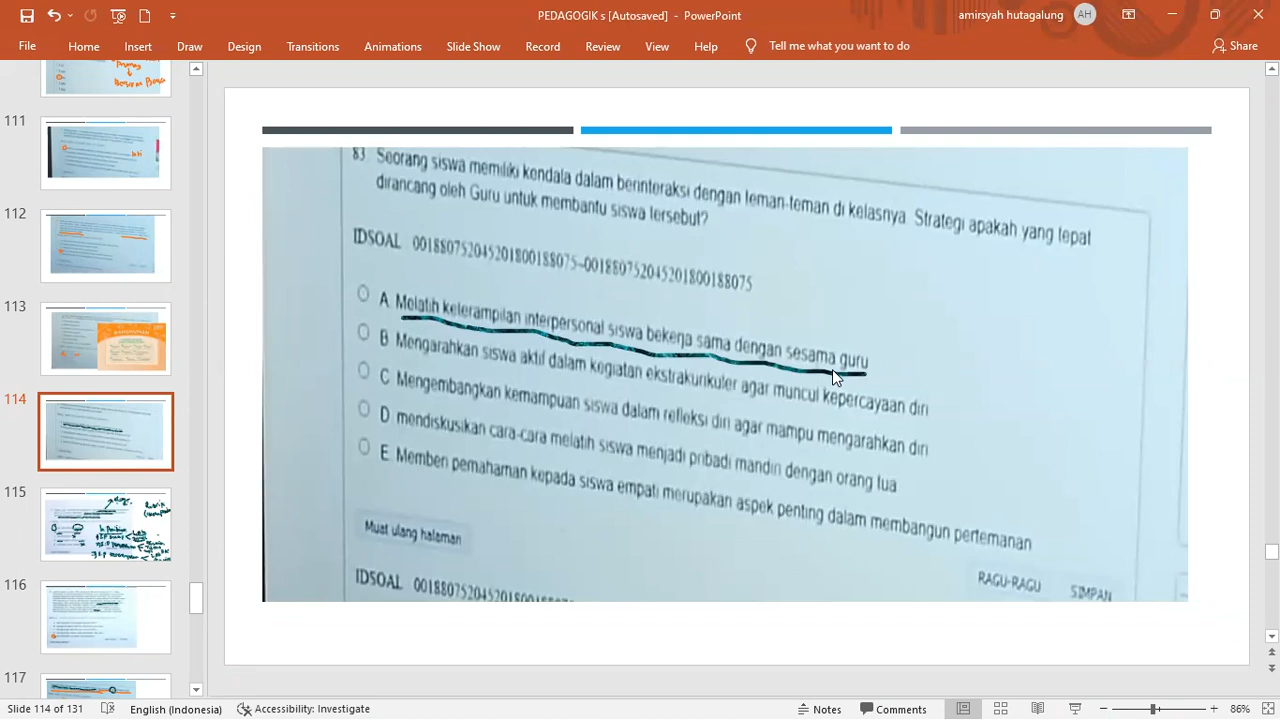 PEDAGOGIK s [Autosaved] - PowerPoint
amirsyah hutagalung AH
File Home Insert Draw Design Transitions Animations Slide Show Record Review View Help Tell me what you want to do Share
111
112
113
114
115
116
117
83 Seorang siswa memiliki kendala dalam berinteraksi dengan teman-teman di kelasnya. Strategi apakah yang tepat
dirancang oleh Guru untuk membantu siswa tersebut?
IDSOAL 001880752045201800188075~001880752045201800188075
A Melatih keterampilan interpersonal siswa bekerja sama dengan sesama guru
B Mengarahkan siswa aktif dalam kegiatan ekstrakurikuler agar muncul kepercayaan diri
C Mengembangkan kemampuan siswa dalam refleksi diri agar mampu mengarahkan diri
D mendiskusikan cara-cara melatih siswa menjadi pribadi mandiri dengan orang tua
E Memberi pemahaman kepada siswa empati merupakan aspek penting dalam membangun pertemanan
Muat ulang halaman
RAGU-RAGU SIMPAN
IDSOAL
Slide 114 of 131 English (Indonesia) Accessibility: Investigate Notes Comments 86%